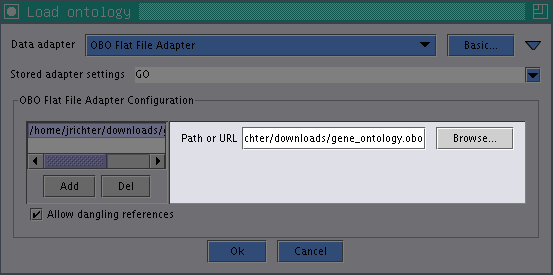 Load ontology
Data adapter OBO Flat File Adapter Basic...
Stored adapter settings GO
OBO Flat File Adapter Configuration
/home/jrichter/downloads/g
Path or URL chter/downloads/gene_ontology.obo Browse...
Add Del
Allow dangling references
Ok Cancel